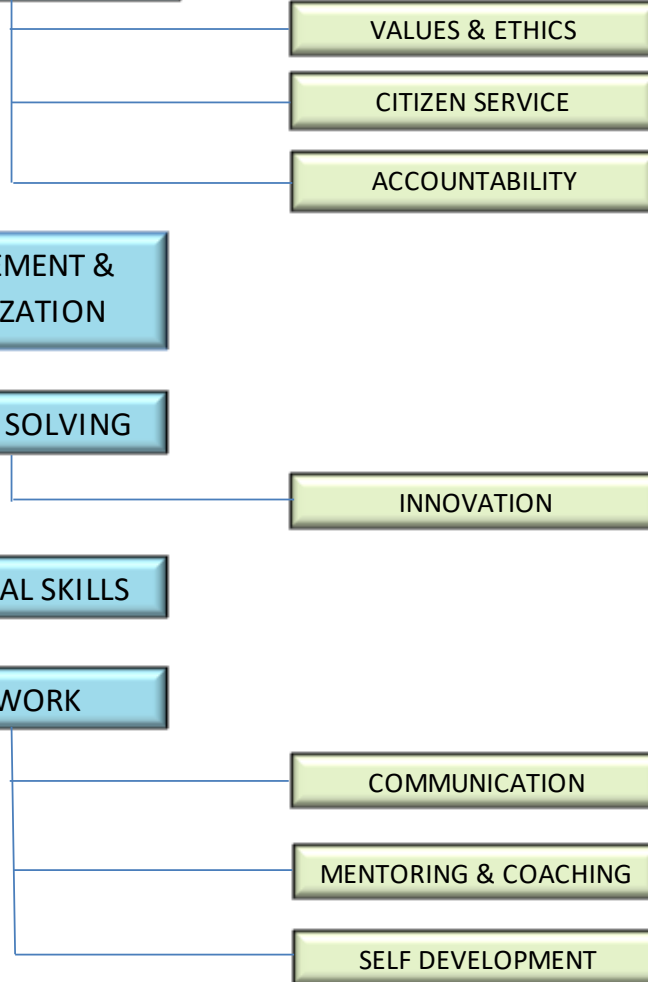 VALUES & ETHICS
CITIZEN SERVICE
ACCOUNTABILITY
EMENT &
ZATION
SOLVING
INNOVATION
AL SKILLS
WORK
COMMUNICATION
MENTORING & COACHING
SELF DEVELOPMENT